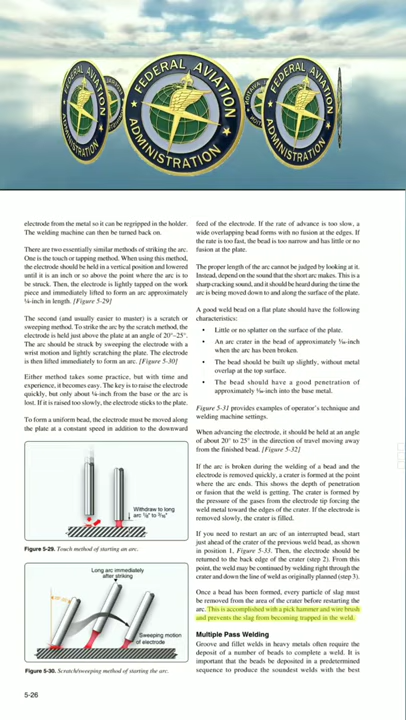 FEDERAL AVIATION
ADMINISTRATION
FEDERAL AVIATION
ADMINISTRATION
FEDERAL AVIATION
ADMINISTRATION
electrode from the metal so it can be regripped in the holder.
The welding machine can then be turned back on.
There are two essentially similar methods of striking the arc.
One is the touch or tapping method. When using this method,
the electrode should be held in a vertical position and lowered
until it is an inch or so above the point where the arc is to
be struck. Then, the electrode is lightly tapped on the work
piece and immediately lifted to form an arc approximately
¼-inch in length. [Figure 5-29]
The second (and usually easier to master) is a scratch or
sweeping method. To strike the arc by the scratch method, the
electrode is held just above the plate at an angle of 20°–25°.
The arc should be struck by sweeping the electrode with a
wrist motion and lightly scratching the plate. The electrode
is then lifted immediately to form an arc. [Figure 5-30]
Either method takes some practice, but with time and
experience, it becomes easy. The key is to raise the electrode
quickly, but only about ¼-inch from the base or the arc is
lost. If it is raised too slowly, the electrode sticks to the plate.
To form a uniform bead, the electrode must be moved along
the plate at a constant speed in addition to the downward
Withdraw to long
arc ⅛" to 3⁄16"
Figure 5-29. Touch method of starting an arc.
Long arc immediately
after striking
Sweeping motion
of electrode
Figure 5-30. Scratch/sweeping method of starting the arc.
5-26
feed of the electrode. If the rate of advance is too slow, a
wide overlapping bead forms with no fusion at the edges. If
the rate is too fast, the bead is too narrow and has little or no
fusion at the plate.
The proper length of the arc cannot be judged by looking at it.
Instead, depend on the sound that the short arc makes. This is a
sharp cracking sound, and it should be heard during the time the
arc is being moved down to and along the surface of the plate.
A good weld bead on a flat plate should have the following
characteristics:
• Little or no splatter on the surface of the plate.
• An arc crater in the bead of approximately 1⁄16-inch
when the arc has been broken.
• The bead should be built up slightly, without metal
overlap at the top surface.
• The bead should have a good penetration of
approximately 1⁄16-inch into the base metal.
Figure 5-31 provides examples of operator's technique and
welding machine settings.
When advancing the electrode, it should be held at an angle
of about 20° to 25° in the direction of travel moving away
from the finished bead. [Figure 5-32]
If the arc is broken during the welding of a bead and the
electrode is removed quickly, a crater is formed at the point
where the arc ends. This shows the depth of penetration
or fusion that the weld is getting. The crater is formed by
the pressure of the gases from the electrode tip forcing the
weld metal toward the edges of the crater. If the electrode is
removed slowly, the crater is filled.
If you need to restart an arc of an interrupted bead, start
just ahead of the crater of the previous weld bead, as shown
in position 1, Figure 5-33. Then, the electrode should be
returned to the back edge of the crater (step 2). From this
point, the weld may be continued by welding right through the
crater and down the line of weld as originally planned (step 3).
Once a bead has been formed, every particle of slag must
be removed from the area of the crater before restarting the
arc. This is accomplished with a pick hammer and wire brush
and prevents the slag from becoming trapped in the weld.
Multiple Pass Welding
Groove and fillet welds in heavy metals often require the
deposit of a number of beads to complete a weld. It is
important that the beads be deposited in a predetermined
sequence to produce the soundest welds with the best